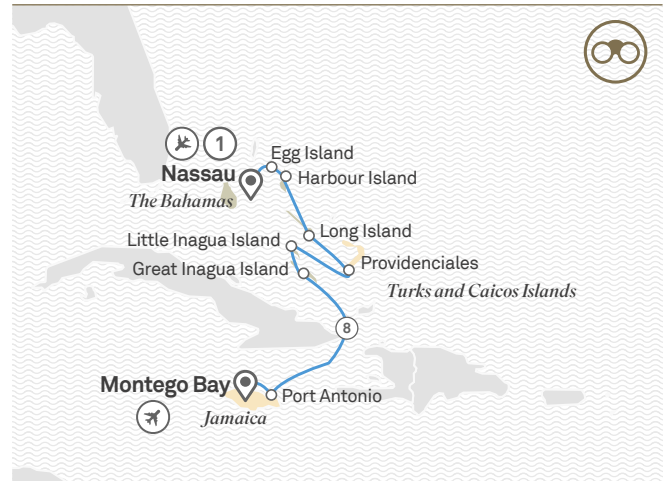 1
Egg Island
Nassau
Harbour Island
The Bahamas
Long Island
Little Inagua Island
Providenciales
Great Inagua Island
Turks and Caicos Islands
8
Montego Bay
Port Antonio
Jamaica